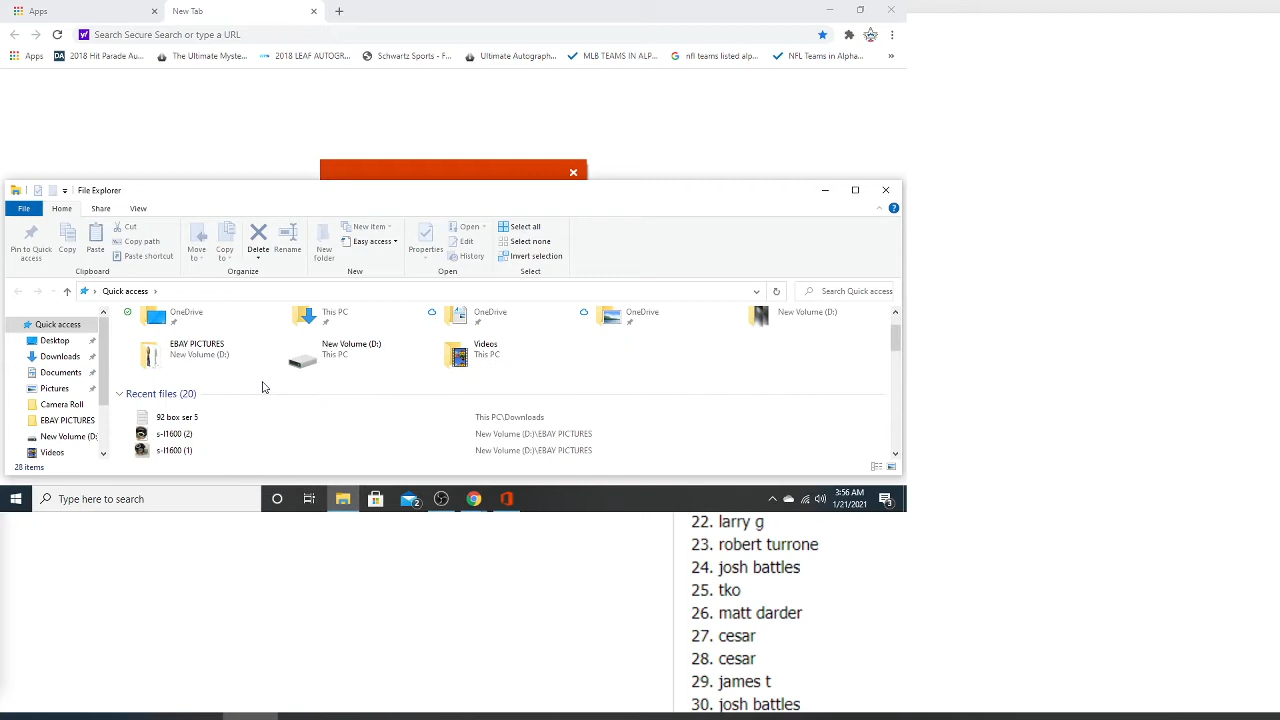 Apps
New Tab
Search Secure Search or type a URL
Apps
2018 Hit Parade Au...
The Ultimate Myste...
2018 LEAF AUTOGR...
Schwartz Sports - F...
Ultimate Autograph...
MLB TEAMS IN ALP...
nfl teams listed alp...
NFL Teams in Alpha...
File Explorer
File
Home
Share
View
Pin to Quick access
Copy
Paste
Cut
Copy path
Paste shortcut
Clipboard
Move to
Copy to
Delete
Rename
Organize
New folder
New item
Easy access
New
Properties
Open
Edit
History
Open
Select all
Select none
Invert selection
Select
Quick access
Search Quick access
Quick access
Desktop
Downloads
Documents
Pictures
Camera Roll
EBAY PICTURES
New Volume (D:)
Videos
OneDrive
This PC
OneDrive
OneDrive
New Volume (D:)
EBAY PICTURES
New Volume (D:)
New Volume (D:)
This PC
Videos
This PC
Recent files (20)
92 box ser 5
This PC\Downloads
s-l1600 (2)
New Volume (D:)\EBAY PICTURES
s-l1600 (1)
New Volume (D:)\EBAY PICTURES
28 items
Type here to search
2
3:56 AM
1/21/2021
3
22. larry g
23. robert turrone
24. josh battles
25. tko
26. matt darder
27. cesar
28. cesar
29. james t
30. josh battles